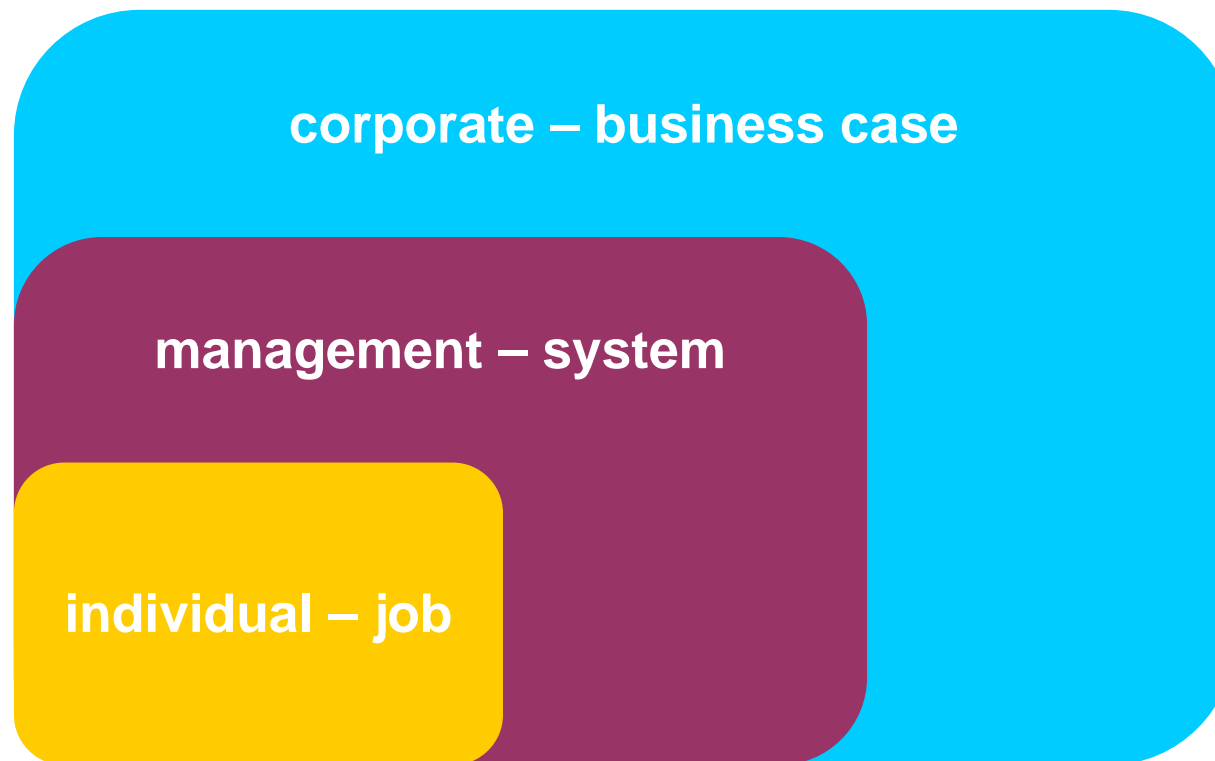 corporate – business case
management – system
individual – job